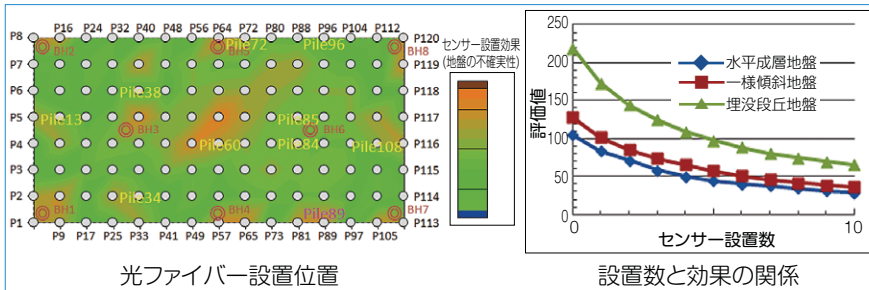 P8 P16 P24 P32 P40 P48 P56 P64 P72 P80 P88 P96 P104 P112 P120
BH2 BH5 Pile72 Pile96 BH8
P7 P119
P6 Pile38 P118
P5 Pile13 BH3 Pile85 BH6 P117
P4 Pile60 Pile84 Pile108 P116
P3 P115
P2 Pile34 P114
P1 BH1 BH4 Pile89 BH7 P113
P9 P17 P25 P33 P41 P49 P57 P65 P73 P81 P89 P97 P105
センサー設置効果
(地盤の不確実性)
光ファイバー設置位置
250
200
150
100
50
0
評価値
水平成層地盤
一様傾斜地盤
埋没段丘地盤
0 10
センサー設置数
設置数と効果の関係